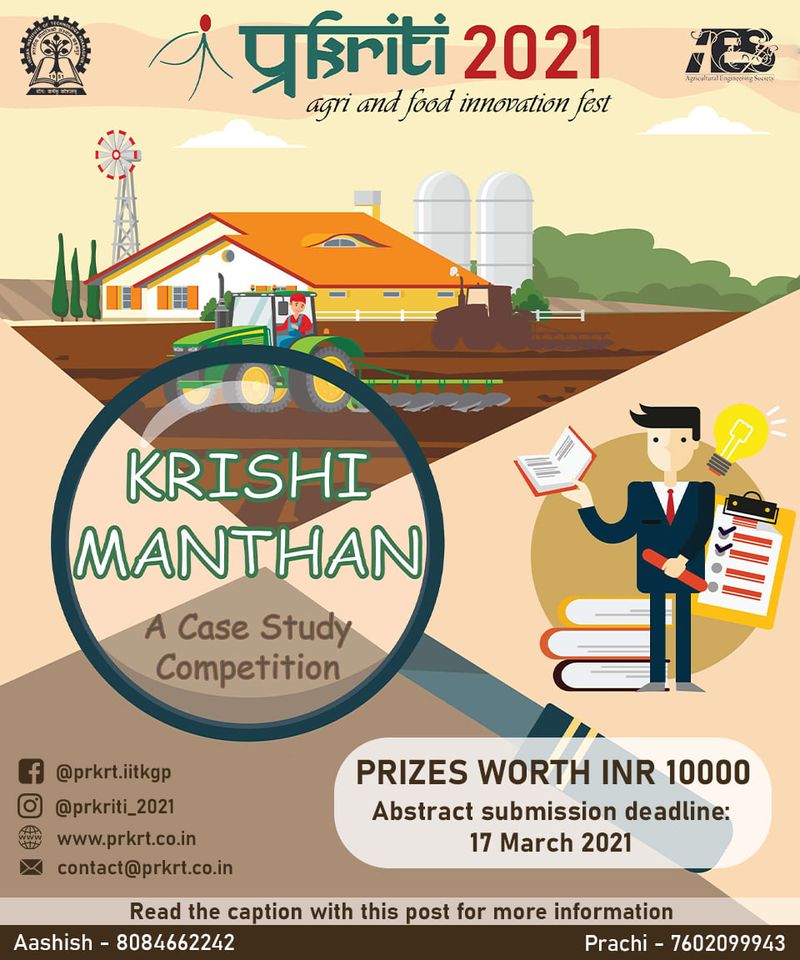 प्रkriti 2021
agri and food innovation fest
AES
Agricultural Engineering Society
1951
KRISHI
MANTHAN
A Case Study
Competition
@prkrt.iitkgp
@prkriti_2021
www.prkrt.co.in
contact@prkrt.co.in
PRIZES WORTH INR 10000
Abstract submission deadline:
17 March 2021
Read the caption with this post for more information
Aashish - 8084662242
Prachi - 7602099943